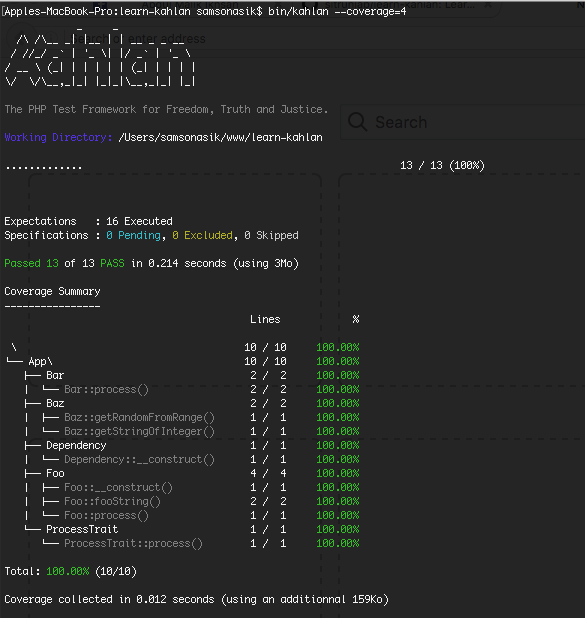 Apples-MacBook-Pro:learn-kahlan samsonasik$ bin/kahlan --coverage=4
The PHP Test Framework for Freedom, Truth and Justice.
Search
Working Directory: /Users/samsonasik/www/learn-kahlan
............. 13 / 13 (100%)
Expectations : 16 Executed
Specifications : 0 Pending, 0 Excluded, 0 Skipped
Passed 13 of 13 PASS in 0.214 seconds (using 3Mo)
Coverage Summary
----------------
Lines %
\ 10 / 10 100.00%
└── App\ 10 / 10 100.00%
├── Bar 2 / 2 100.00%
│ └── Bar::process() 2 / 2 100.00%
├── Baz 2 / 2 100.00%
│ ├── Baz::getRandomFromRange() 1 / 1 100.00%
│ └── Baz::getStringOfInteger() 1 / 1 100.00%
├── Dependency 1 / 1 100.00%
│ └── Dependency::__construct() 1 / 1 100.00%
├── Foo 4 / 4 100.00%
│ ├── Foo::__construct() 1 / 1 100.00%
│ ├── Foo::fooString() 2 / 2 100.00%
│ └── Foo::process() 1 / 1 100.00%
└── ProcessTrait 1 / 1 100.00%
└── ProcessTrait::process() 1 / 1 100.00%
Total: 100.00% (10/10)
Coverage collected in 0.012 seconds (using an additionnal 159Ko)